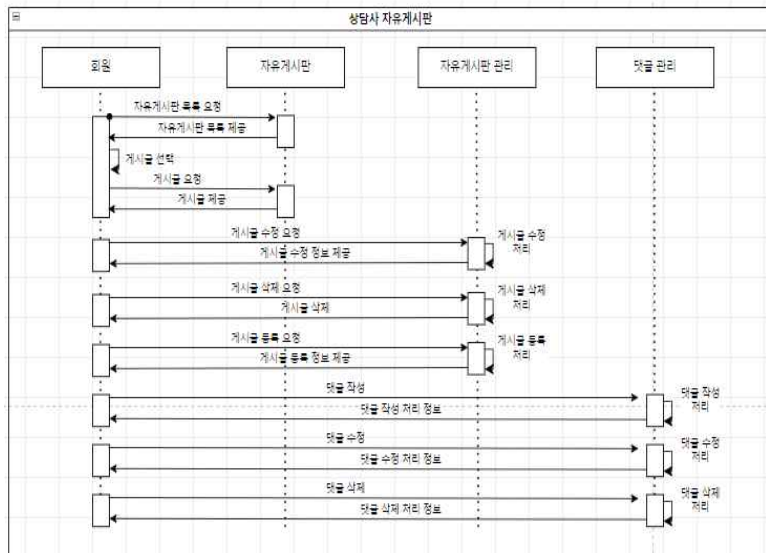 상담사 자유게시판
회원
자유게시판
자유게시판 관리
댓글 관리
자유게시판 목록 요청
자유게시판 목록 제공
게시글 선택
게시글 요청
게시글 제공
게시글 수정 요청
게시글 수정 정보 제공
게시글 수정
처리
게시글 삭제 요청
게시글 삭제
게시글 삭제
처리
게시글 등록 요청
게시글 등록 정보 제공
게시글 등록
처리
댓글 작성
댓글 작성 처리 정보
댓글 작성
처리
댓글 수정
댓글 수정 처리 정보
댓글 수정
처리
댓글 삭제
댓글 삭제 처리 정보
댓글 삭제
처리